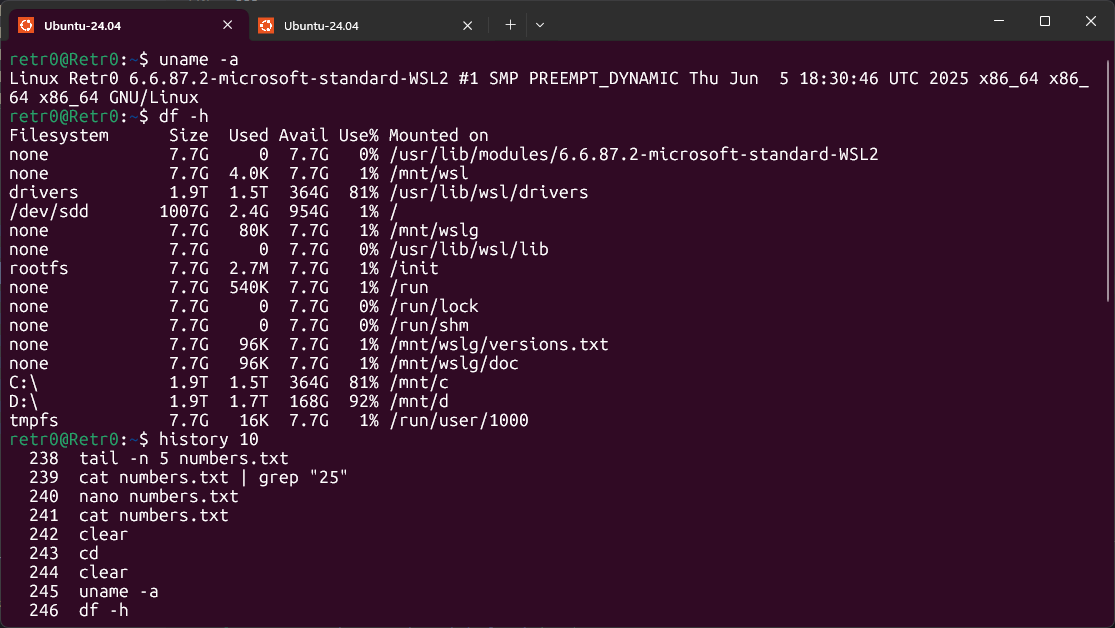 Ubuntu-24.04
Ubuntu-24.04
retr0@Retr0:~$ uname -a
Linux Retr0 6.6.87.2-microsoft-standard-WSL2 #1 SMP PREEMPT_DYNAMIC Thu Jun  5 18:30:46 UTC 2025 x86_64 x86_
64 x86_64 GNU/Linux
retr0@Retr0:~$ df -h
Filesystem      Size  Used Avail Use% Mounted on
none            7.7G     0  7.7G   0% /usr/lib/modules/6.6.87.2-microsoft-standard-WSL2
none            7.7G  4.0K  7.7G   1% /mnt/wsl
drivers         1.9T  1.5T  364G  81% /usr/lib/wsl/drivers
/dev/sdd       1007G  2.4G  954G   1% /
none            7.7G   80K  7.7G   1% /mnt/wslg
none            7.7G     0  7.7G   0% /usr/lib/wsl/lib
rootfs          7.7G  2.7M  7.7G   1% /init
none            7.7G  540K  7.7G   1% /run
none            7.7G     0  7.7G   0% /run/lock
none            7.7G     0  7.7G   0% /run/shm
none            7.7G   96K  7.7G   1% /mnt/wslg/versions.txt
none            7.7G   96K  7.7G   1% /mnt/wslg/doc
C:\             1.9T  1.5T  364G  81% /mnt/c
D:\             1.9T  1.7T  168G  92% /mnt/d
tmpfs           7.7G   16K  7.7G   1% /run/user/1000
retr0@Retr0:~$ history 10
  238  tail -n 5 numbers.txt
  239  cat numbers.txt | grep "25"
  240  nano numbers.txt
  241  cat numbers.txt
  242  clear
  243  cd
  244  clear
  245  uname -a
  246  df -h